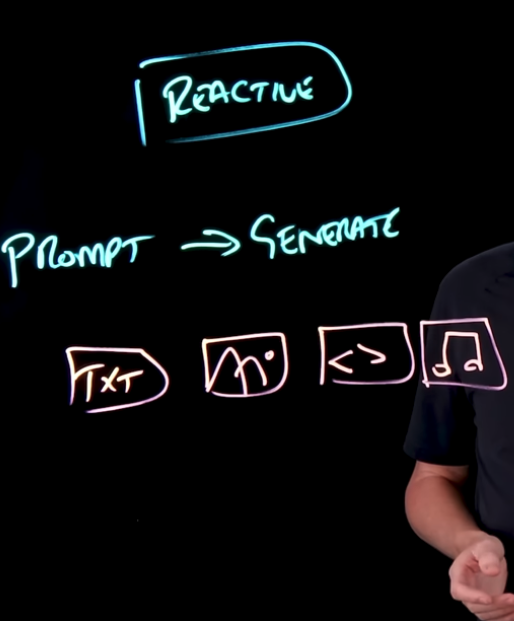 REACTIVE
PROMPT → GENERATE
TXT
< >